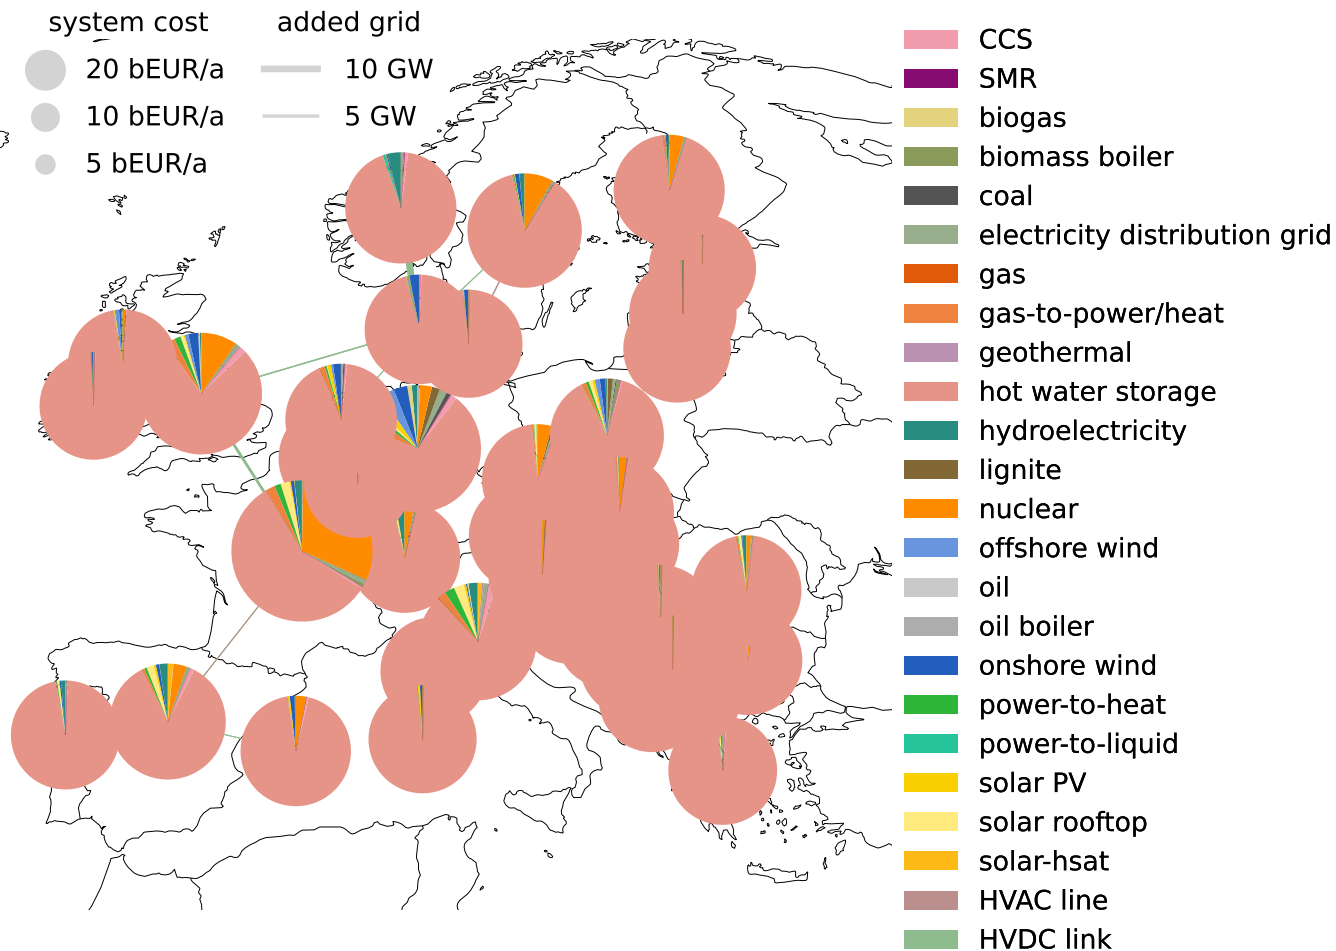 system cost
20 bEUR/a
10 bEUR/a
5 bEUR/a
added grid
10 GW
5 GW
CCS
SMR
biogas
biomass boiler
coal
electricity distribution grid
gas
gas-to-power/heat
geothermal
hot water storage
hydroelectricity
lignite
nuclear
offshore wind
oil
oil boiler
onshore wind
power-to-heat
power-to-liquid
solar PV
solar rooftop
solar-hsat
HVAC line
HVDC link